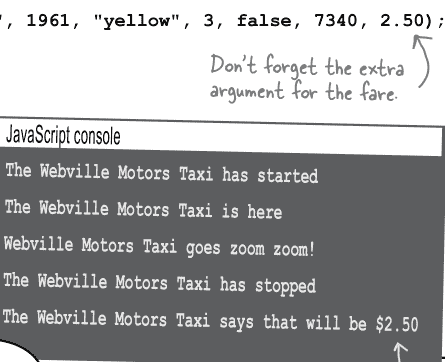 ", 1961, "yellow", 3, false, 7340, 2.50);
Don't forget the extra
argument for the fare.
JavaScript console
The Webville Motors Taxi has started
The Webville Motors Taxi is here
Webville Motors Taxi goes zoom zoom!
The Webville Motors Taxi has stopped
The Webville Motors Taxi says that will be $2.50